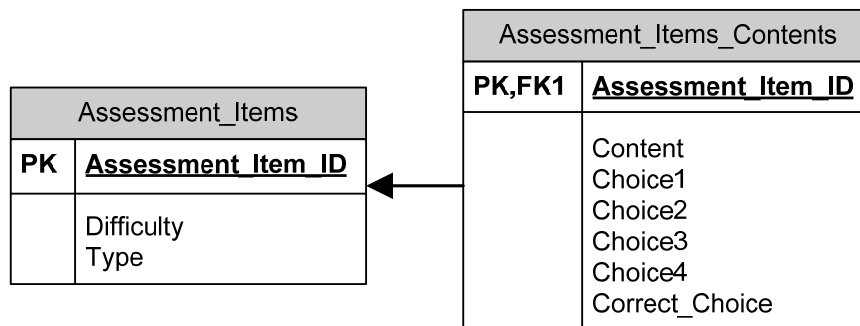 Assessment_Items
PK Assessment_Item_ID
Difficulty
Type
Assessment_Items_Contents
PK,FK1 Assessment_Item_ID
Content
Choice1
Choice2
Choice3
Choice4
Correct_Choice